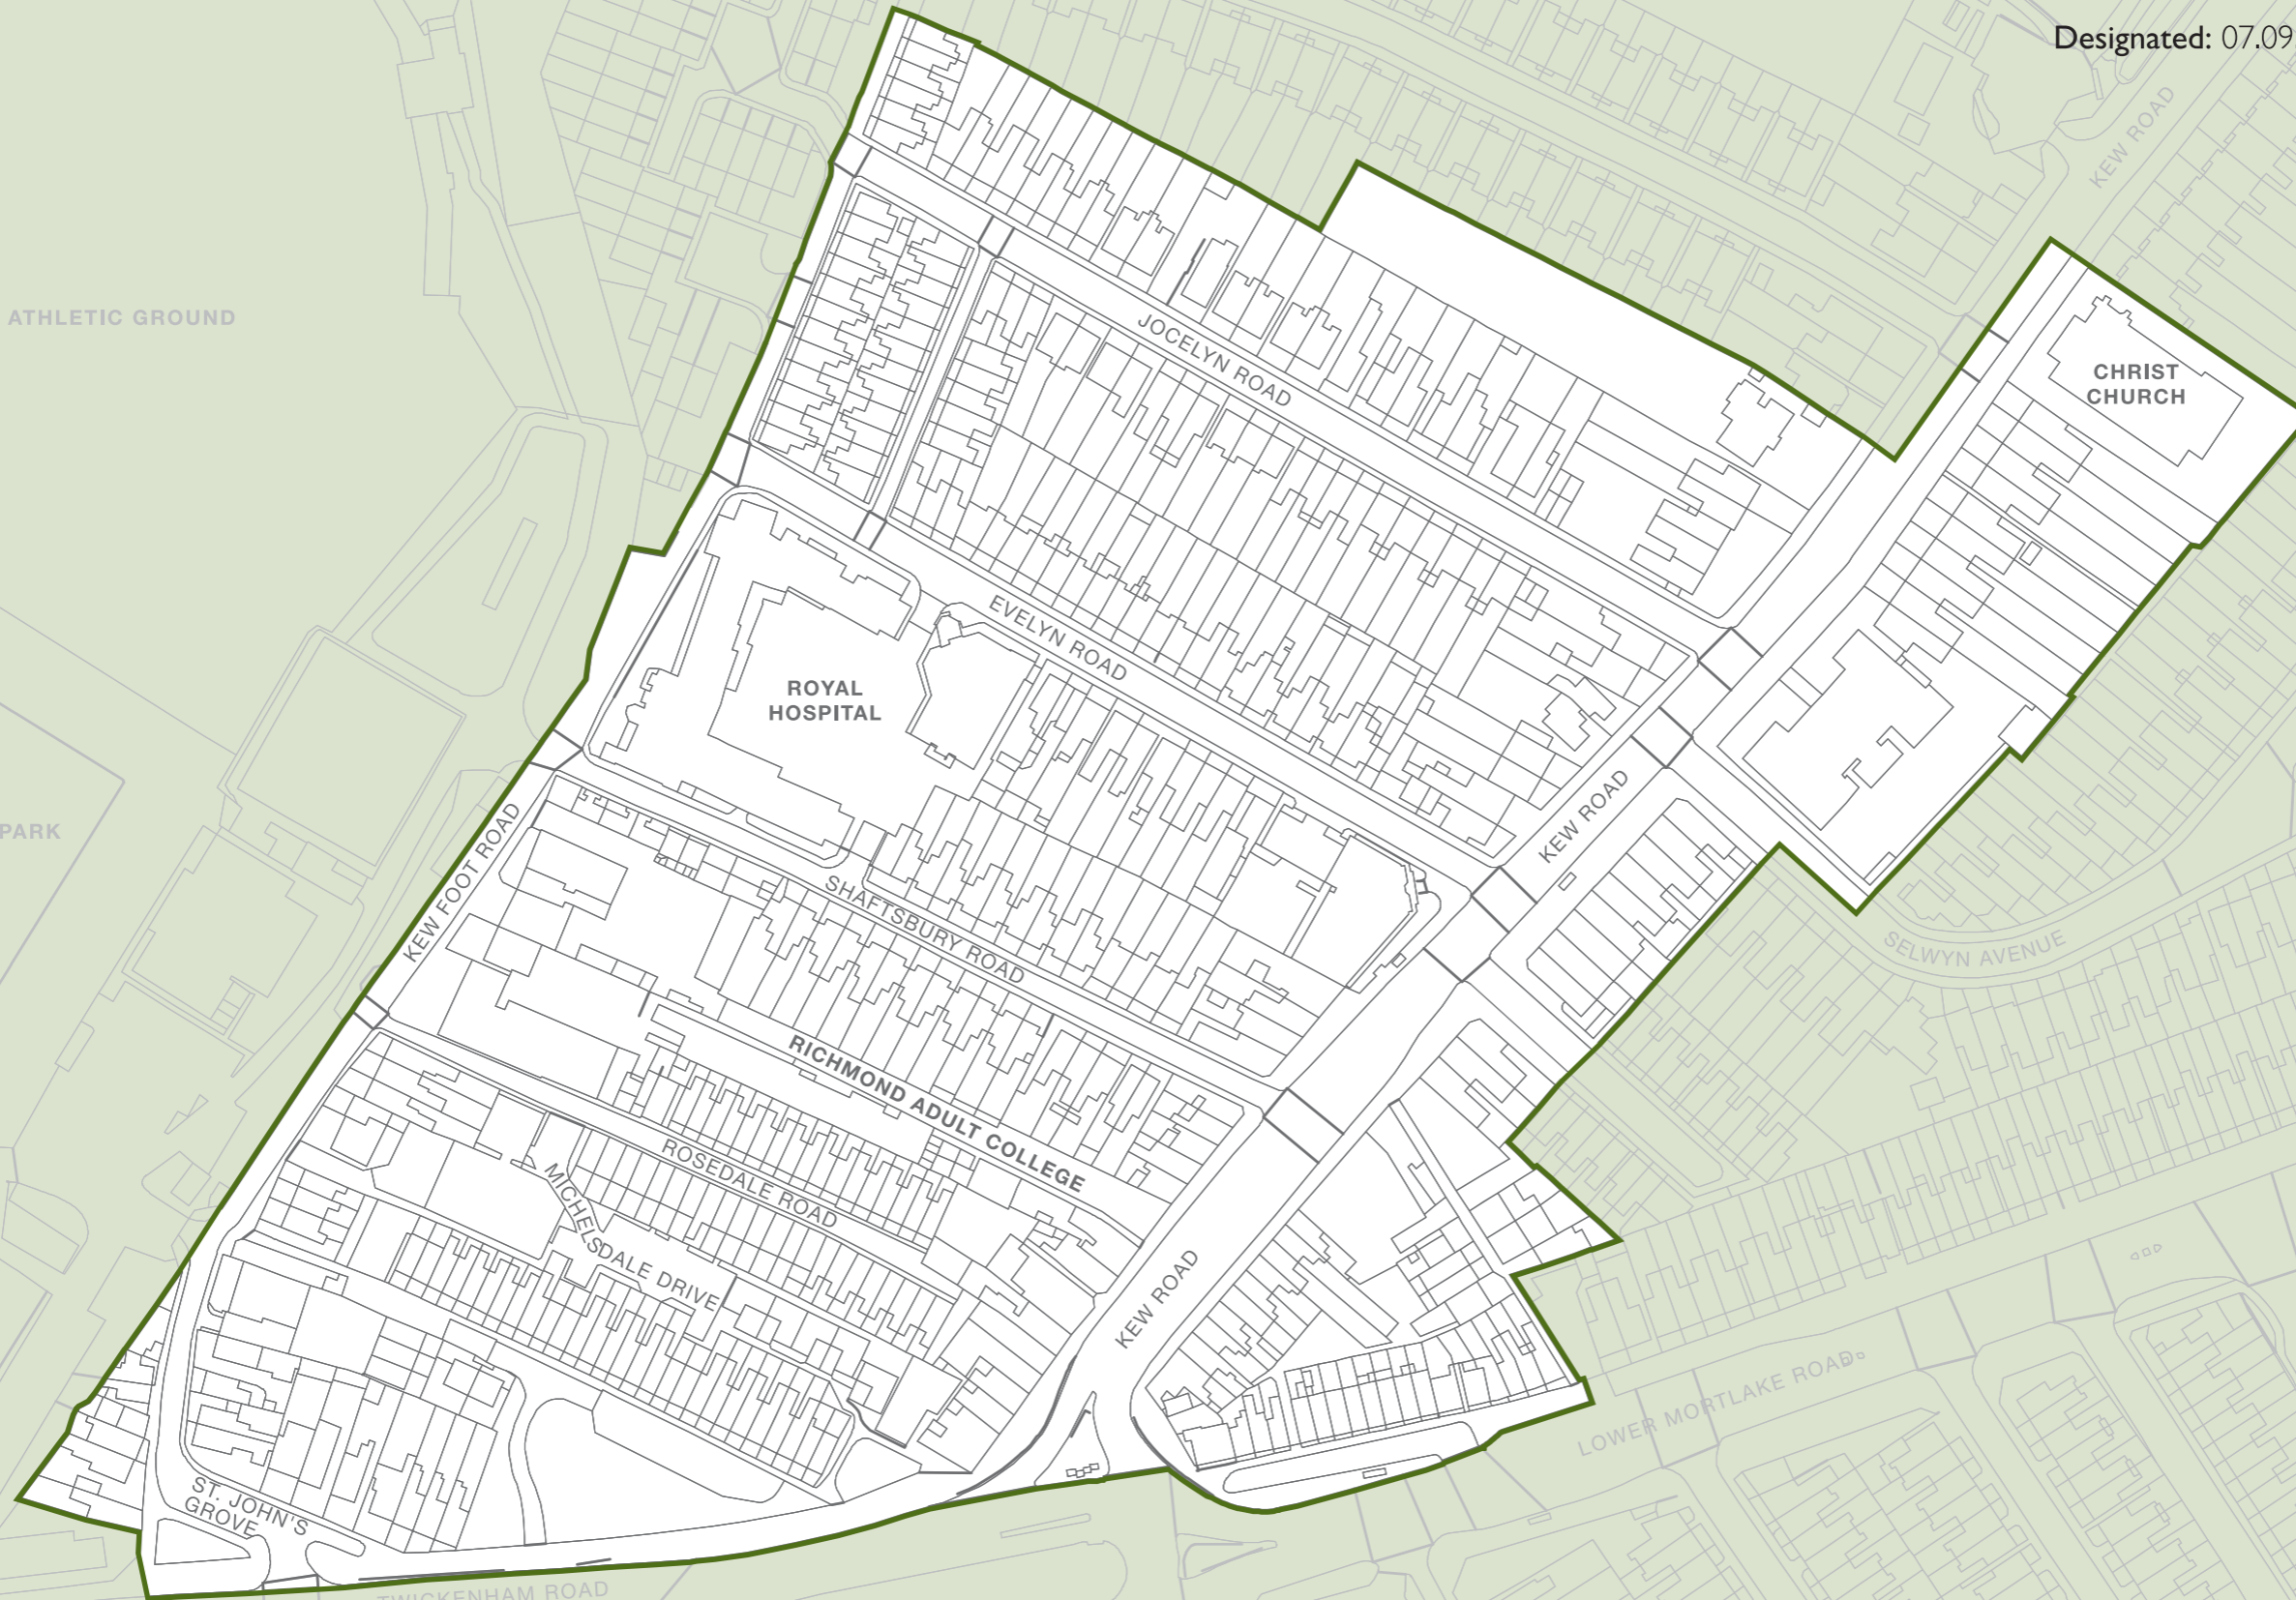 Designated: 07.09
KEW ROAD
ATHLETIC GROUND
JOCELYN ROAD
CHRIST
CHURCH
EVELYN ROAD
ROYAL
HOSPITAL
KEW ROAD
PARK
KEW FOOT ROAD
SHAFTSBURY ROAD
SELWYN AVENUE
RICHMOND ADULT COLLEGE
ROSEDALE ROAD
MICHELSDALE DRIVE
KEW ROAD
LOWER MORTLAKE ROAD
ST. JOHN'S
GROVE
TWICKENHAM ROAD